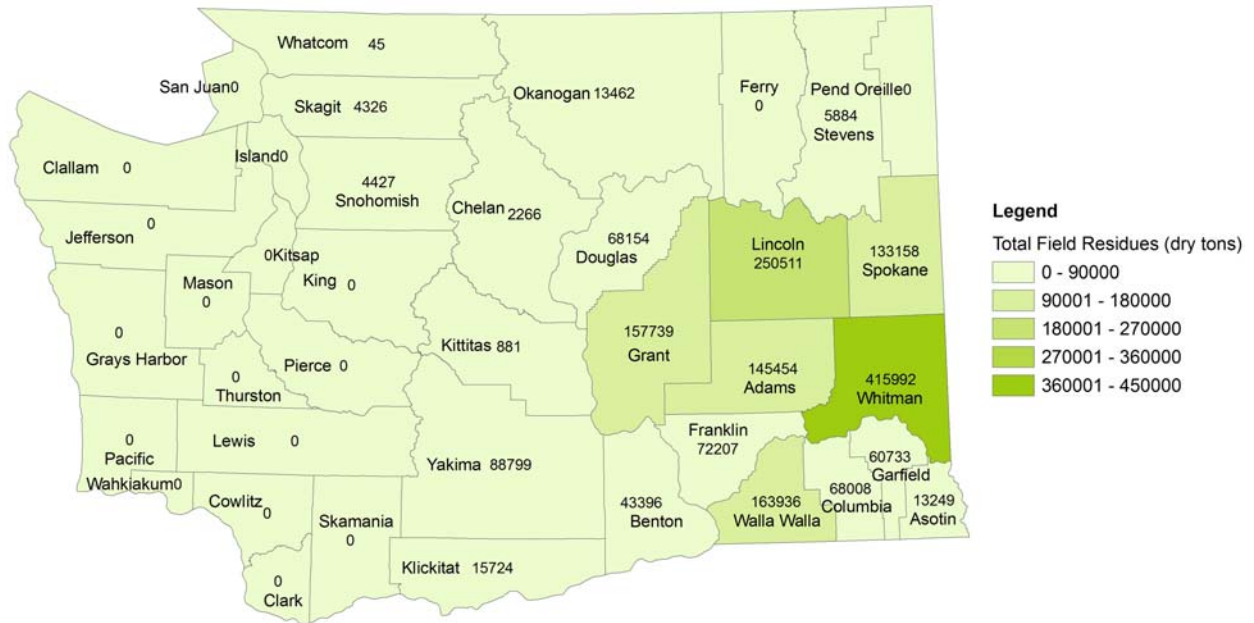 Whatcom 45
San Juan0
Skagit 4326
Okanogan 13462
Ferry
0
Pend Oreille0
5884
Stevens
Clallam 0
Island0
4427
Snohomish
Chelan 2266
Jefferson 0
0Kitsap
King 0
Mason
0
68154
Douglas
Lincoln
250511
133158
Spokane
0
Grays Harbor
Pierce 0
Kittitas 881
157739
Grant
145454
Adams
415992
Whitman
0
Thurston
0
Pacific
Lewis 0
Yakima 88799
Franklin
72207
60733
Garfield
Wahkiakum0
Cowlitz
0
Skamania
0
43396
Benton
163936
Walla Walla
68008
Columbia
13249
Asotin
0
Clark
Klickitat 15724
Legend
Total Field Residues (dry tons)
0 - 90000
90001 - 180000
180001 - 270000
270001 - 360000
360001 - 450000